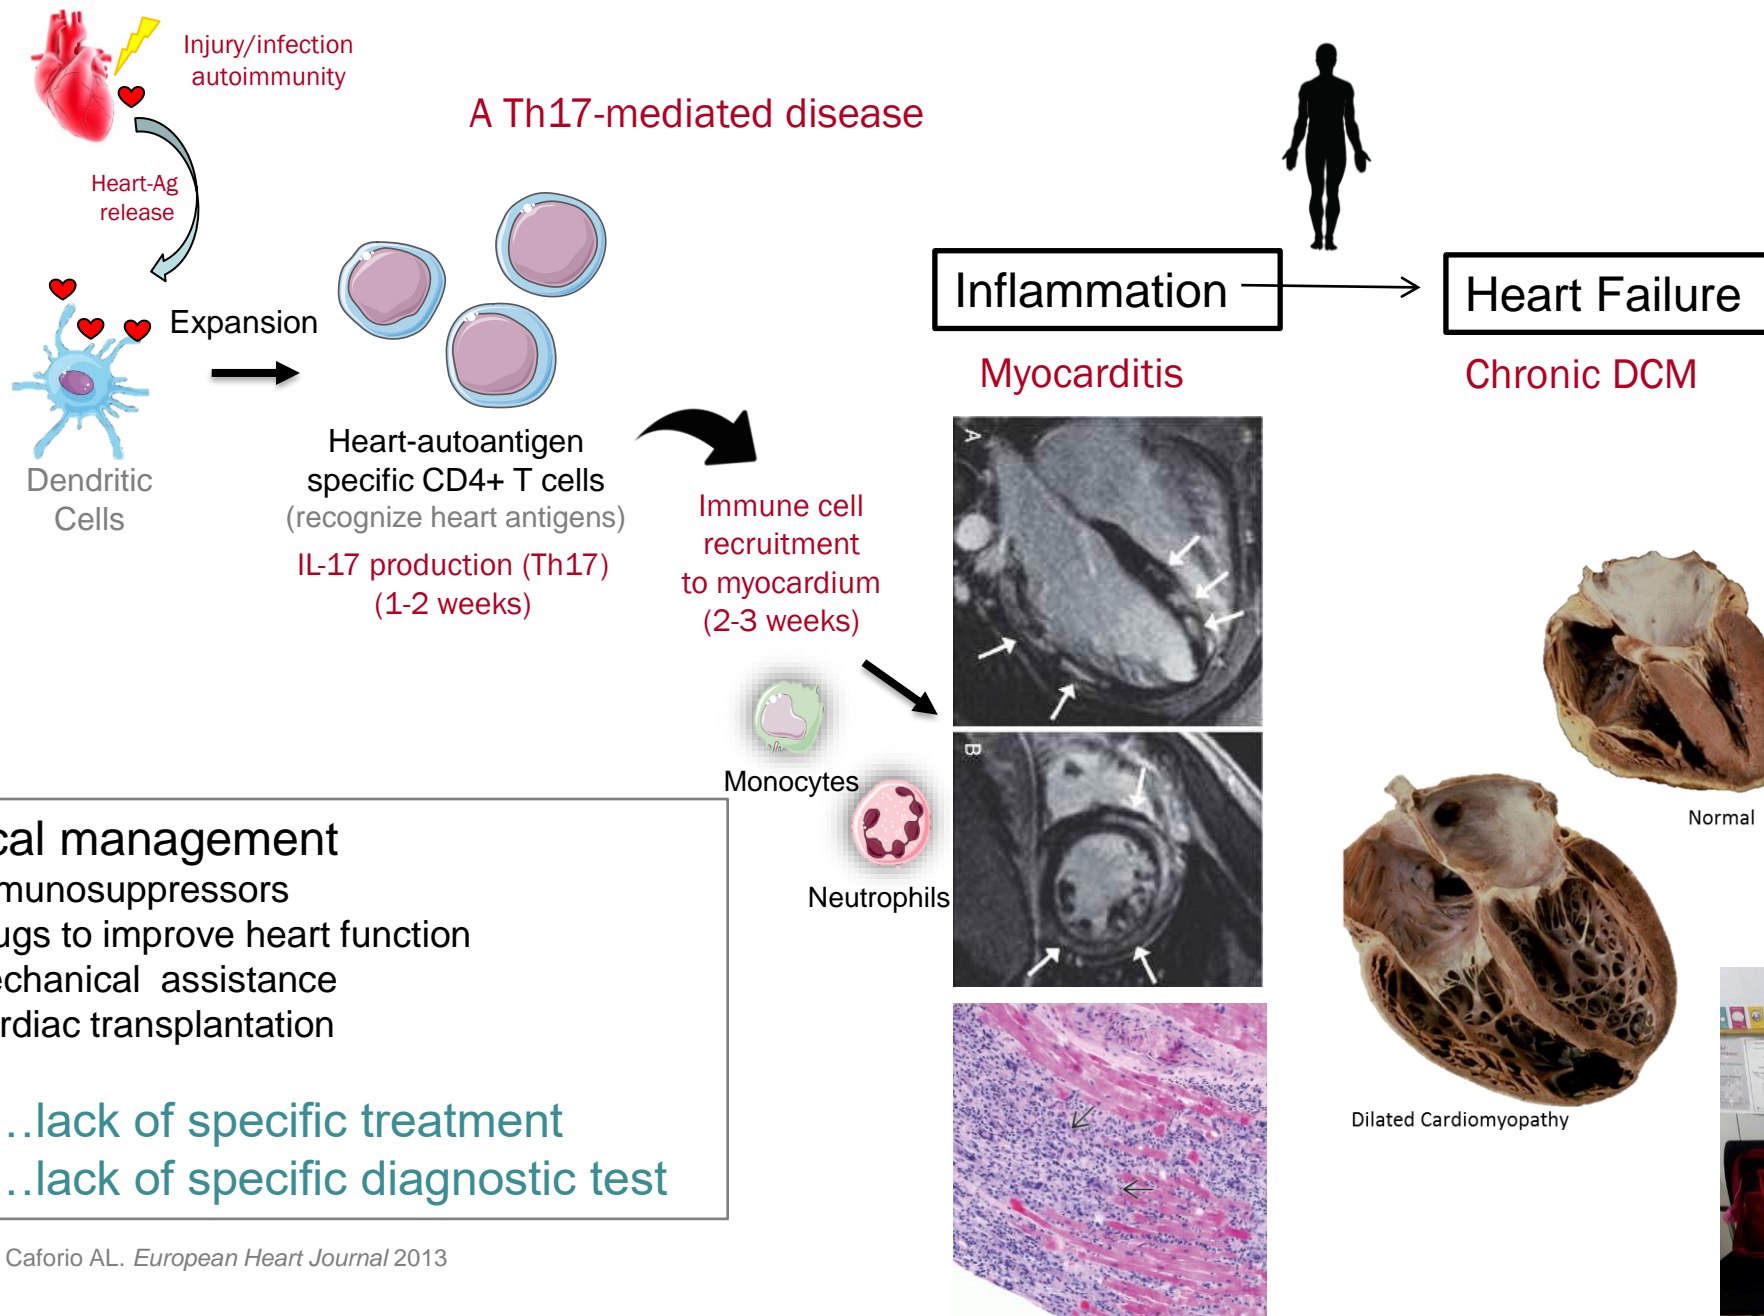 Injury/infection
autoimmunity
A Th17-mediated disease
Heart-Ag
release
Expansion
Dendritic
Cells
Heart-autoantigen
specific CD4+ T cells
(recognize heart antigens)
IL-17 production (Th17)
(1-2 weeks)
Immune cell
recruitment
to myocardium
(2-3 weeks)
Monocytes
Neutrophils
Inflammation
Heart Failure
Myocarditis
Chronic DCM
A
B
Normal
Dilated Cardiomyopathy
cal management
munosuppressors
ugs to improve heart function
echanical assistance
rdiac transplantation
…lack of specific treatment
…lack of specific diagnostic test
Caforio AL. European Heart Journal 2013